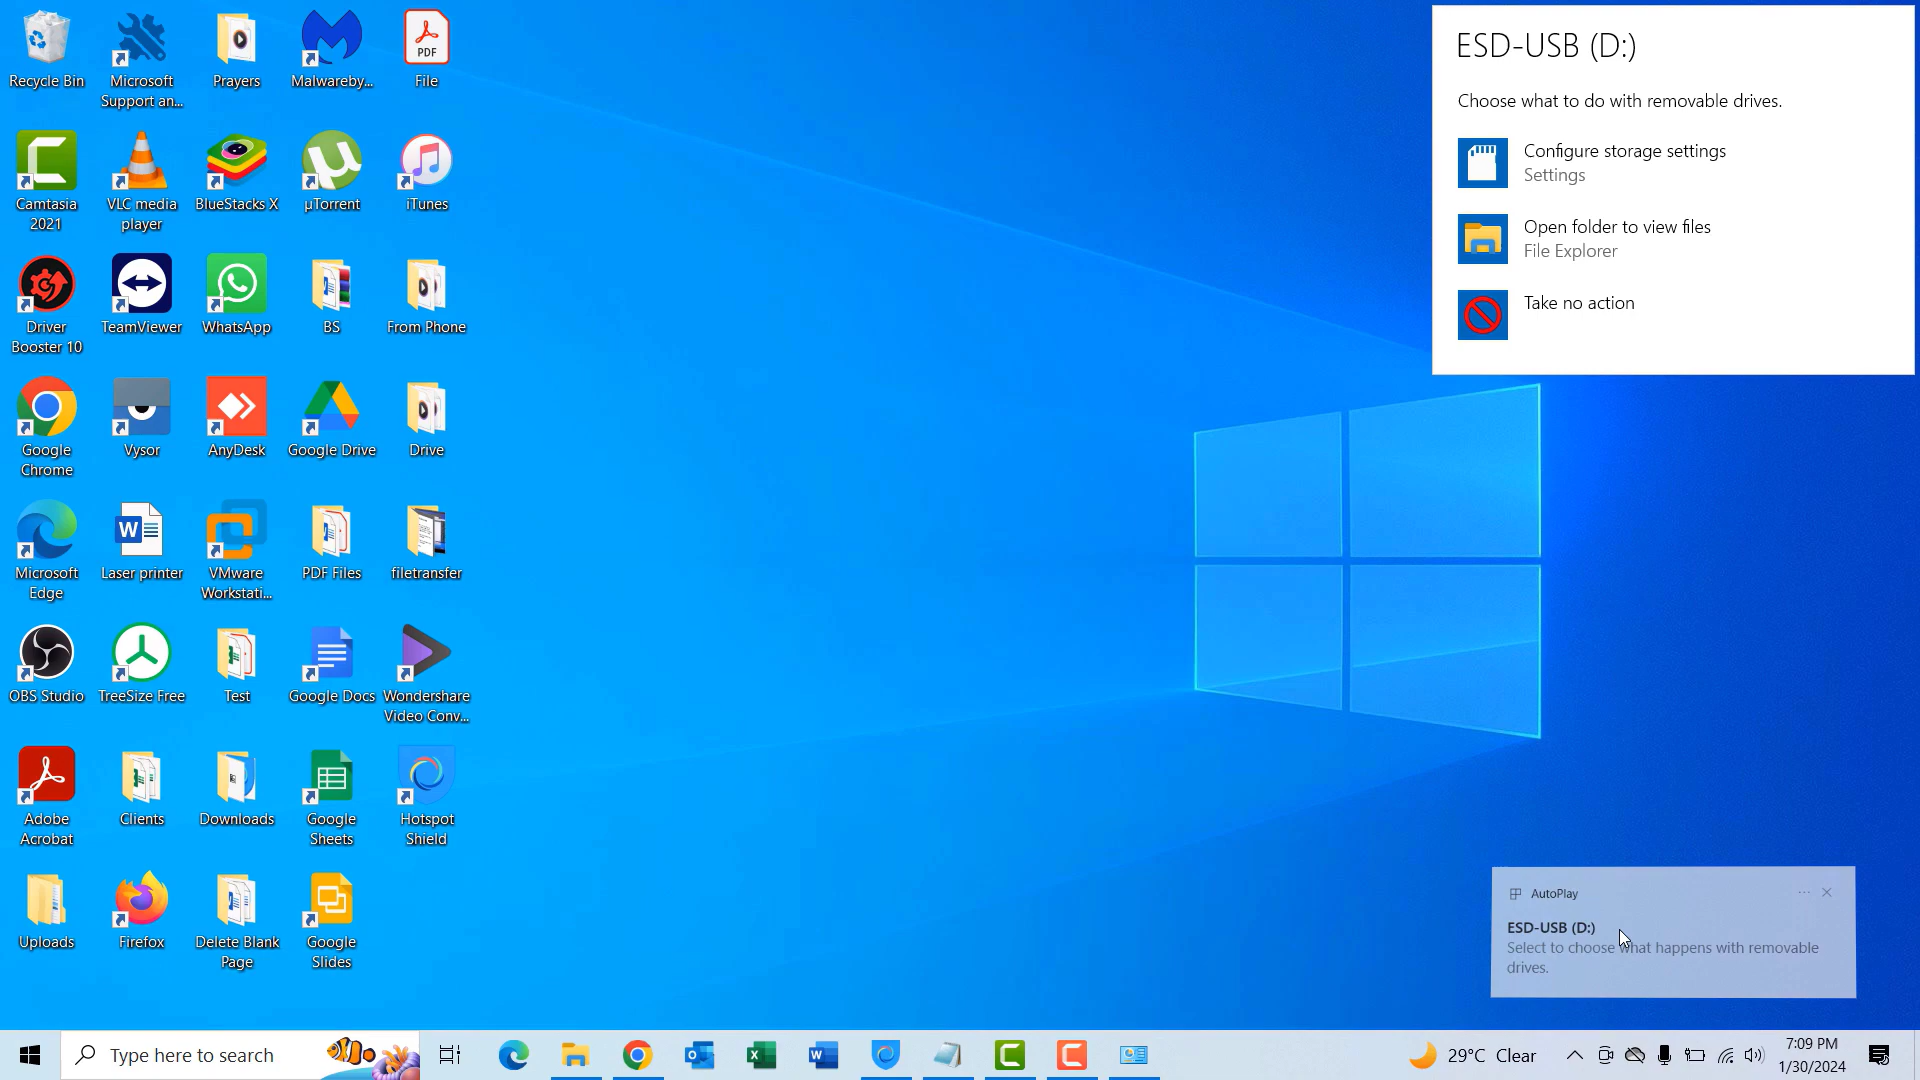 Recycle Bin
Microsoft
Support an...
Prayers
Malwareby...
PDF
File
Camtasia
2021
VLC media
player
BlueStacks X
µTorrent
iTunes
Driver
Booster 10
TeamViewer
WhatsApp
BS
From Phone
Google
Chrome
Vysor
AnyDesk
Google Drive
Drive
Microsoft
Edge
Laser printer
VMware
Workstati...
PDF Files
filetransfer
OBS Studio
TreeSize Free
Test
Google Docs
Wondershare
Video Conv...
Adobe
Acrobat
Clients
Downloads
Google
Sheets
Hotspot
Shield
Uploads
Firefox
Delete Blank
Page
Google
Slides
ESD-USB (D:)
Choose what to do with removable drives.
Configure storage settings
Settings
Open folder to view files
File Explorer
Take no action
AutoPlay
ESD-USB (D:)
Select to choose what happens with removable
drives.
Type here to search
29°C Clear
7:09 PM
1/30/2024